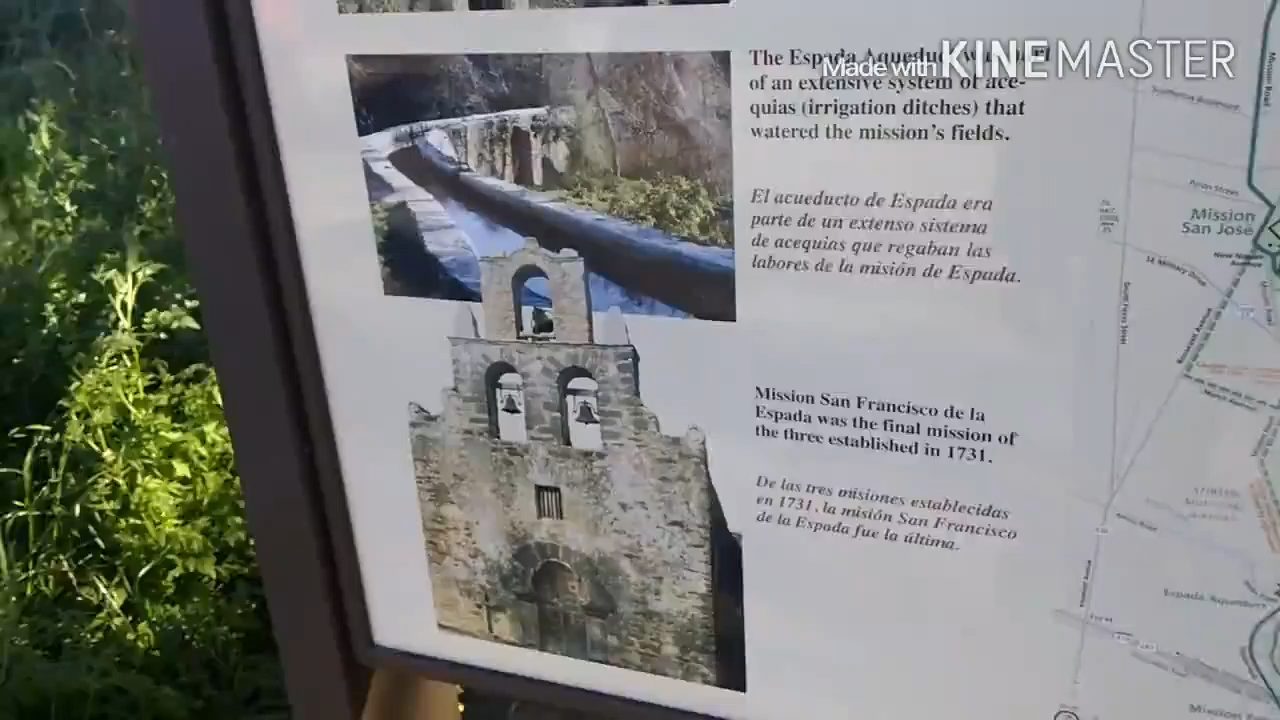 Made with KINEMASTER
The Espada Aqueduct
of an extensive system of ace-
quias (irrigation ditches) that
watered the mission's fields.
El acueducto de Espada era
parte de un extenso sistema
de acequias que regaban las
labores de la misión de Espada.
Mission San Francisco de la
Espada was the final mission of
the three established in 1731.
De las tres misiones establecidas
en 1731, la misión San Francisco
de la Espada fue la última.
Mission Road
Mission
San José
Roosevelt Avenue
Espada Aqueduct